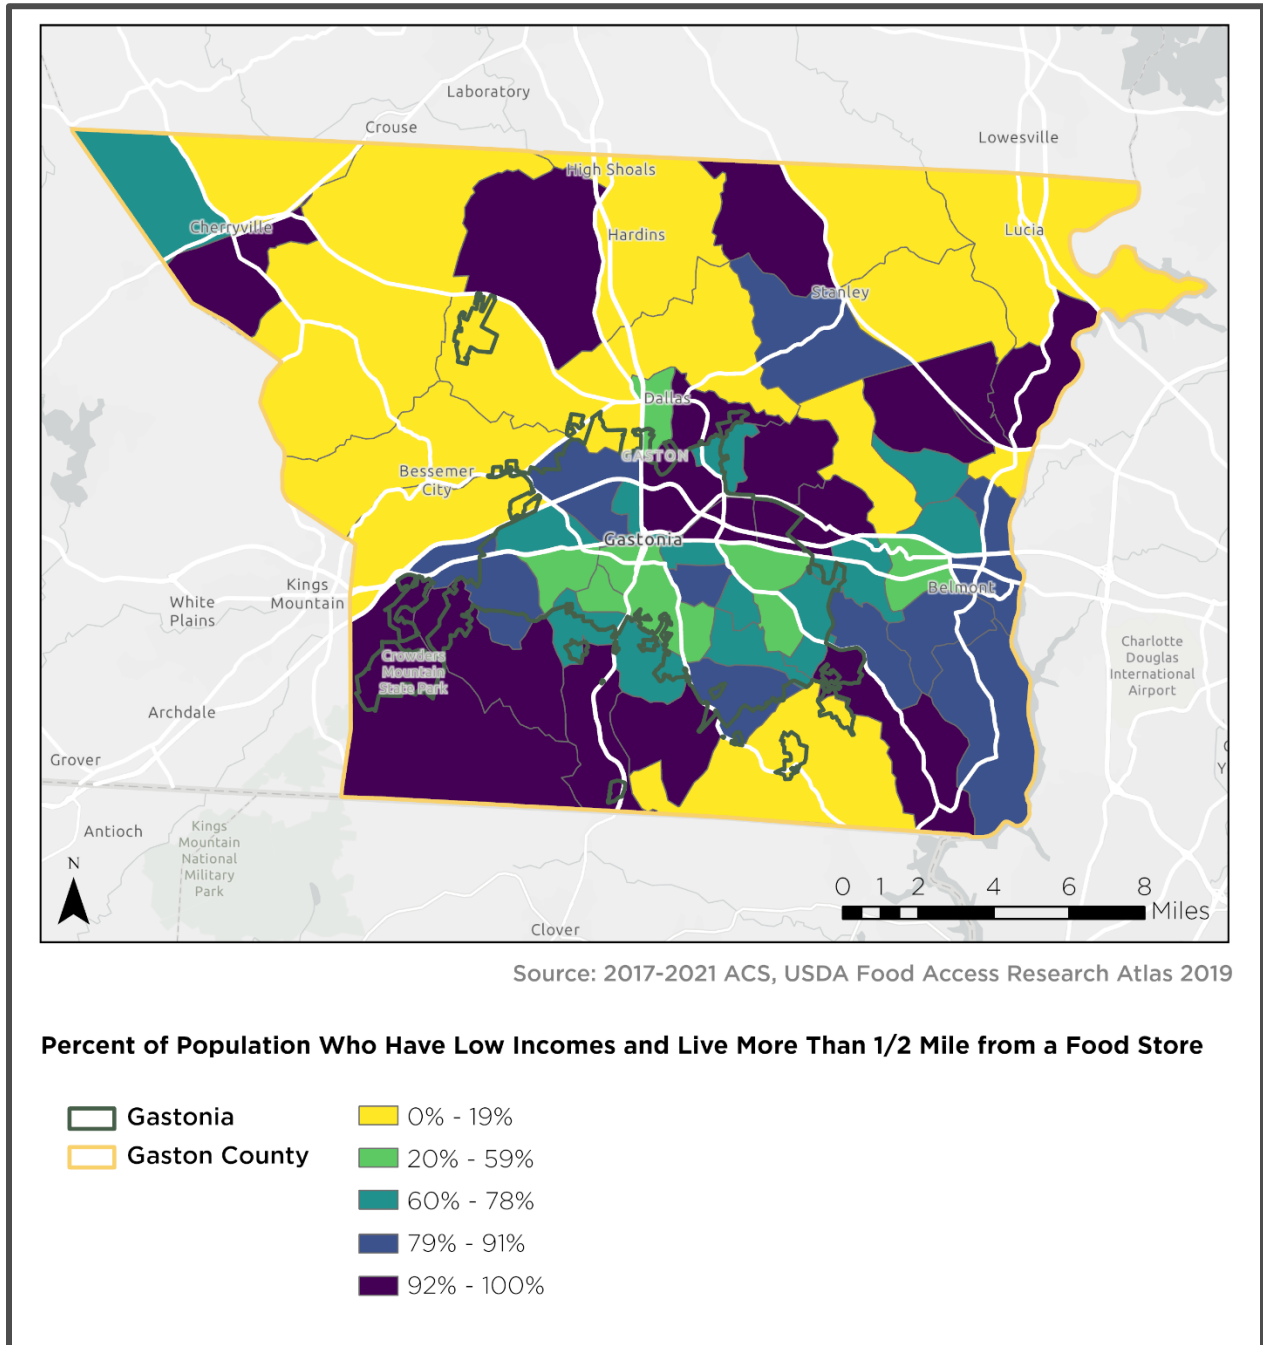 Laboratory
Crouse
Lowesville
High Shoals
Cherryville
Hardins
Lucia
Stanley
Dallas
GASTON
Bessemer
City
Gastonia
Kings
Mountain
Belmont
White
Plains
Crowders
Mountain
State Park
Charlotte
Douglas
International
Airport
Archdale
Grover
Antioch
Kings
Mountain
National
Military
Park
Clover
N
0 1 2 4 6 8
Miles
Source: 2017-2021 ACS, USDA Food Access Research Atlas 2019
Percent of Population Who Have Low Incomes and Live More Than 1/2 Mile from a Food Store
Gastonia
Gaston County
0% - 19%
20% - 59%
60% - 78%
79% - 91%
92% - 100%